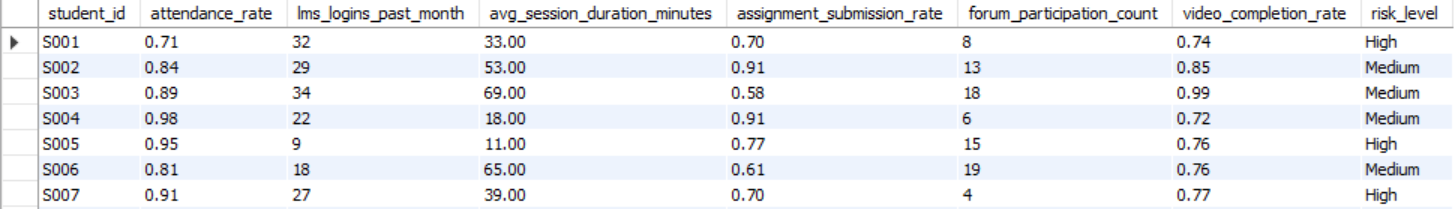 student_id attendance_rate lms_logins_past_month avg_session_duration_minutes assignment_submission_rate forum_participation_count video_completion_rate risk_level
S001 0.71 32 33.00 0.70 8 0.74 High
S002 0.84 29 53.00 0.91 13 0.85 Medium
S003 0.89 34 69.00 0.58 18 0.99 Medium
S004 0.98 22 18.00 0.91 6 0.72 Medium
S005 0.95 9 11.00 0.77 15 0.76 High
S006 0.81 18 65.00 0.61 19 0.76 Medium
S007 0.91 27 39.00 0.70 4 0.77 High